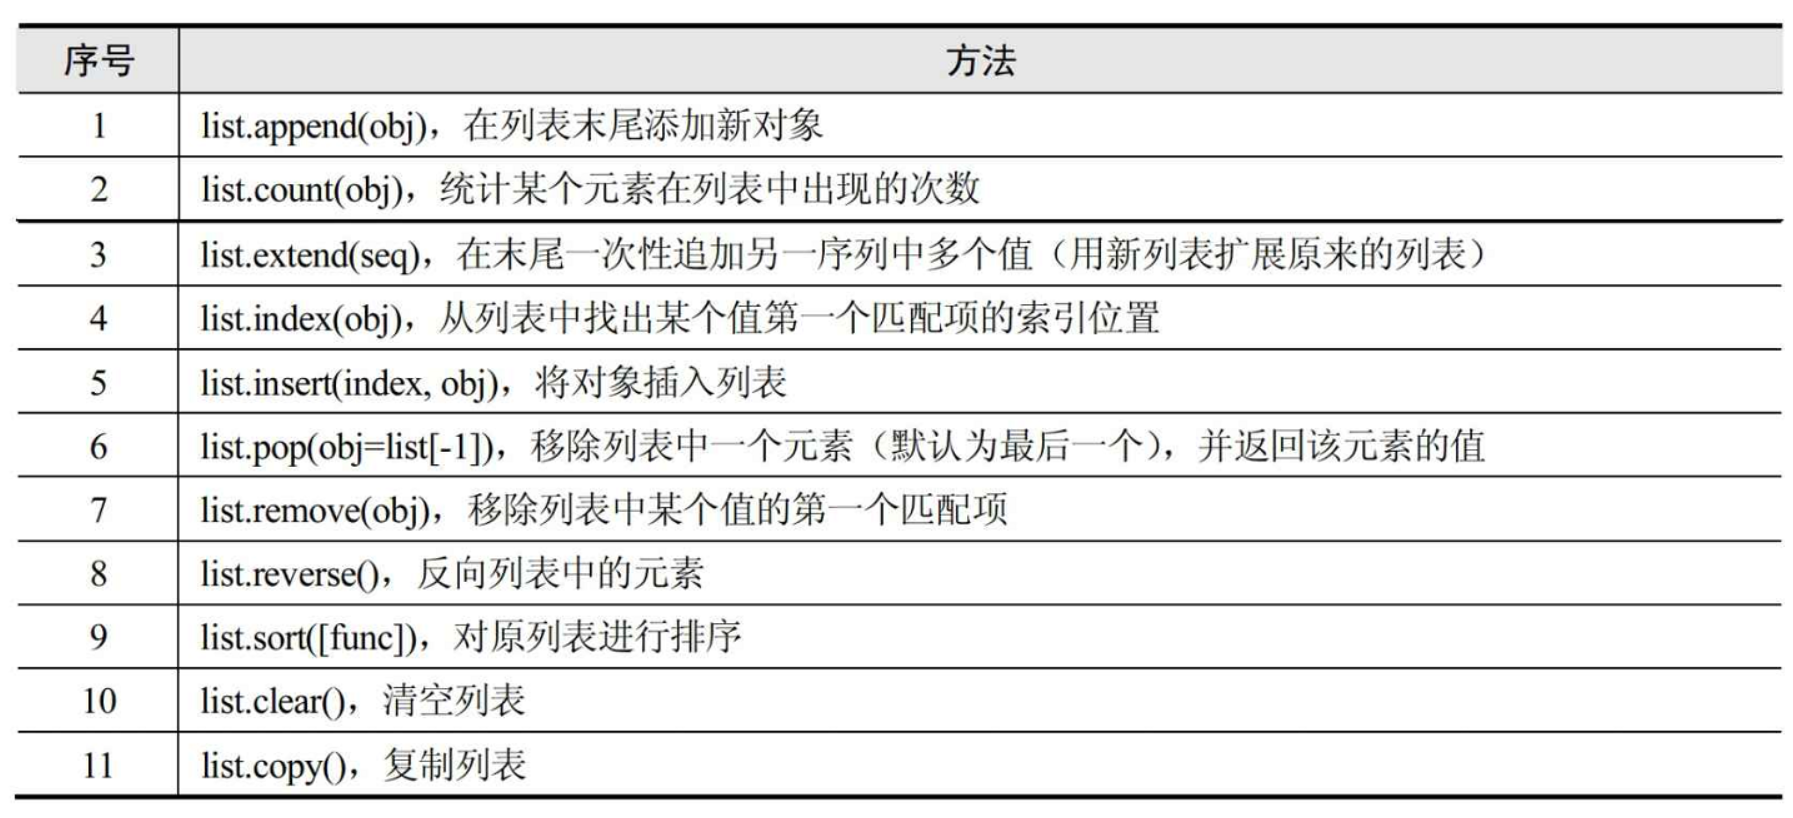 序号 方法
1 list.append(obj)，在列表末尾添加新对象
2 list.count(obj)，统计某个元素在列表中出现的次数
3 list.extend(seq)，在末尾一次性追加另一序列中多个值（用新列表扩展原来的列表）
4 list.index(obj)，从列表中找出某个值第一个匹配项的索引位置
5 list.insert(index, obj)，将对象插入列表
6 list.pop(obj=list[-1])，移除列表中一个元素（默认为最后一个），并返回该元素的值
7 list.remove(obj)，移除列表中某个值的第一个匹配项
8 list.reverse()，反向列表中的元素
9 list.sort([func])，对原列表进行排序
10 list.clear()，清空列表
11 list.copy()，复制列表